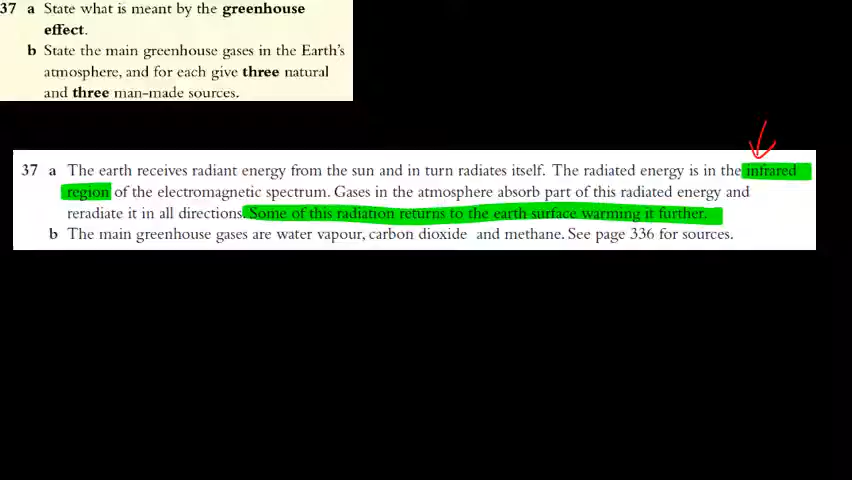 37 a State what is meant by the greenhouse
effect.
b State the main greenhouse gases in the Earth's
atmosphere, and for each give three natural
and three man-made sources.
37 a The earth receives radiant energy from the sun and in turn radiates itself. The radiated energy is in the infrared
region of the electromagnetic spectrum. Gases in the atmosphere absorb part of this radiated energy and
reradiate it in all directions. Some of this radiation returns to the earth surface warming it further.
b The main greenhouse gases are water vapour, carbon dioxide and methane. See page 336 for sources.